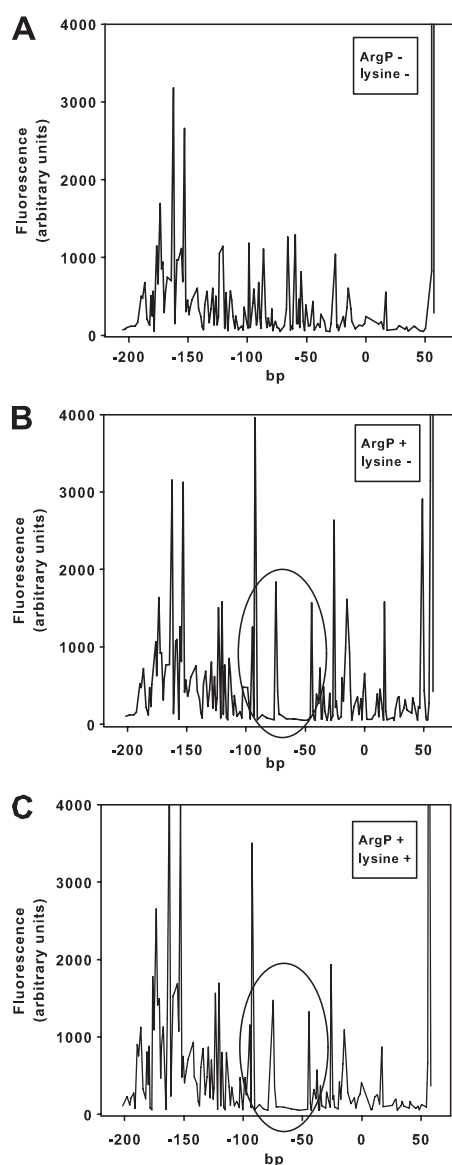 A
4000
3000
2000
1000
0
Fluorescence
(arbitrary units)
ArgP -
lysine -
-200 -150 -100 -50 0 50
bp
B
4000
3000
2000
1000
0
Fluorescence
(arbitrary units)
ArgP +
lysine -
-200 -150 -100 -50 0 50
bp
C
4000
3000
2000
1000
0
Fluorescence
(arbitrary units)
ArgP +
lysine +
-200 -150 -100 -50 0 50
bp